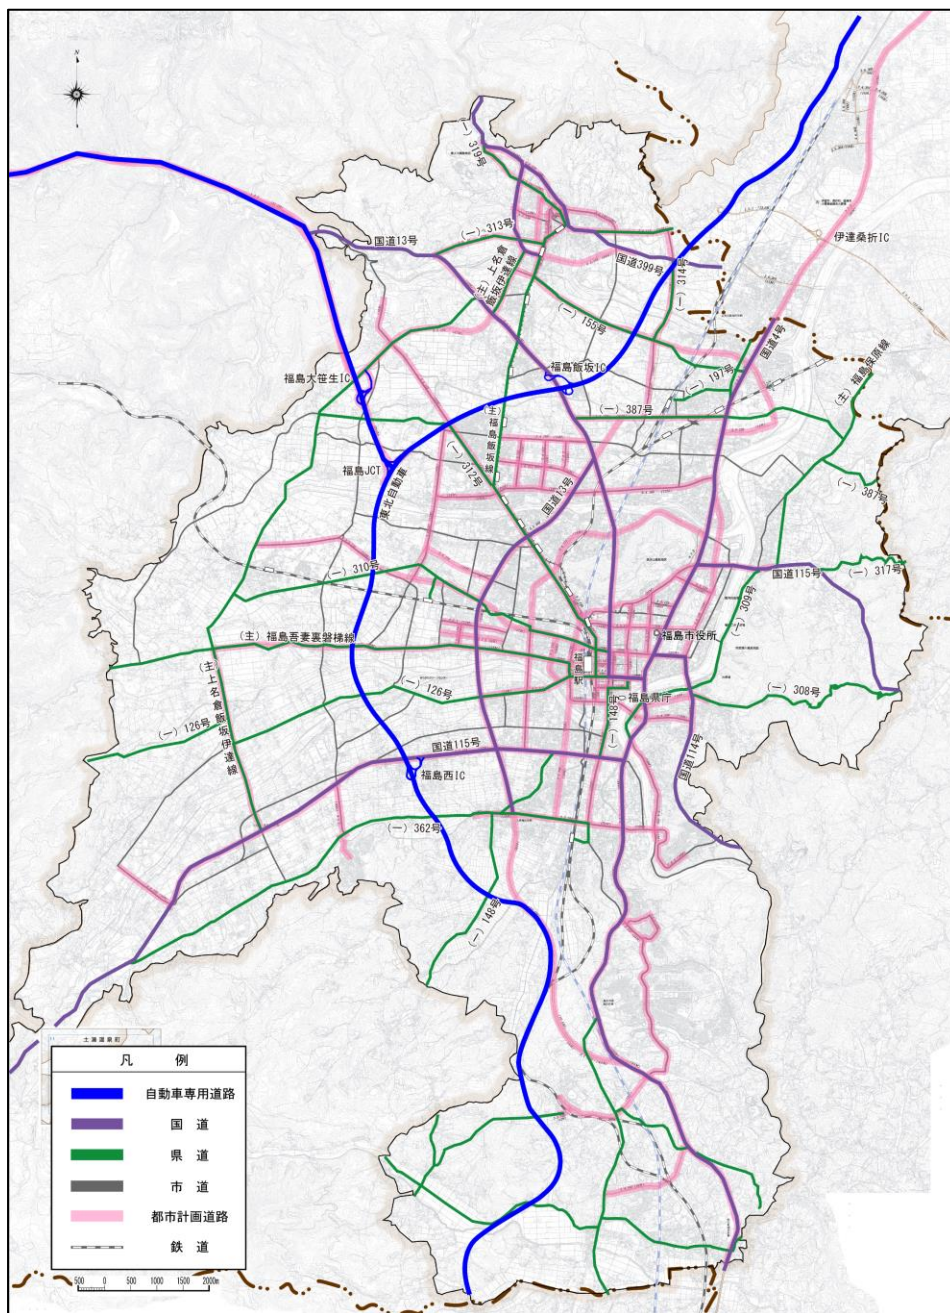 N
(一)319号
国道13号
(一)313号
(主)上名倉
飯坂伊達線
国道399号
(一)314号
伊達桑折IC
(一)155号
国道4号
福島大笹生IC
福島飯坂IC
(一)197号
(主)福島保原線
(一)387号
(主)福島飯坂線
福島JCT
(一)312号
東北自動車
国道13号
(一)387号
(一)310号
国道115号
(一)317号
(一)309号
(主)福島吾妻裏磐梯線
福島市役所
福島駅
(主上名倉飯坂伊達線
(一)126号
(一)126号
(一)148号
福島県庁
(一)308号
国道115号
国道114号
福島西IC
(一)362号
(一)148号
土湯温泉町
凡 例
自動車専用道路
国 道
県 道
市 道
都市計画道路
鉄 道
500 0 500 1000 1500 2000m